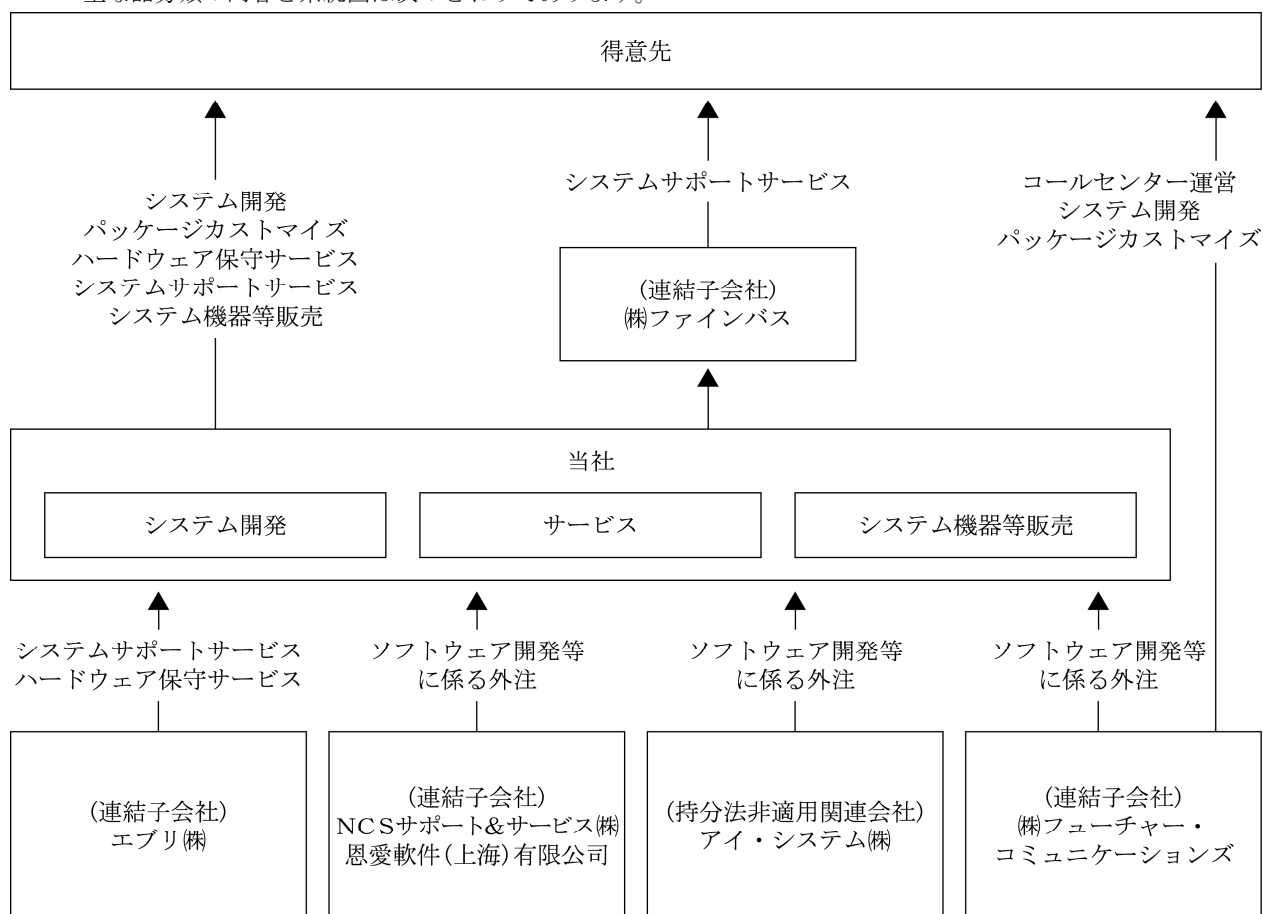 得意先
システム開発
パッケージカストマイズ
ハードウェア保守サービス
システムサポートサービス
システム機器等販売
システムサポートサービス
コールセンター運営
システム開発
パッケージカストマイズ
(連結子会社)
㈱ファインバス
当社
システム開発
サービス
システム機器等販売
システムサポートサービス
ハードウェア保守サービス
ソフトウェア開発等
に係る外注
ソフトウェア開発等
に係る外注
ソフトウェア開発等
に係る外注
(連結子会社)
エブリ㈱
(連結子会社)
NCSサポート&サービス㈱
恩愛軟件(上海)有限公司
(持分法非適用関連会社)
アイ・システム㈱
(連結子会社)
㈱フューチャー・
コミュニケーションズ